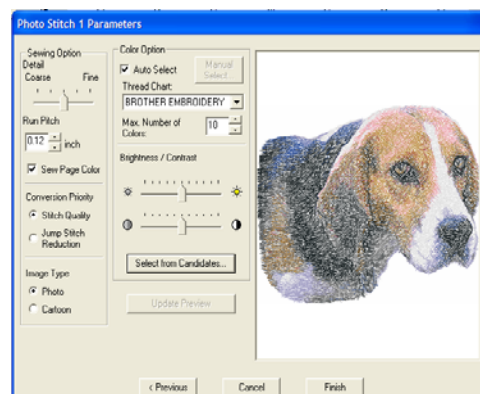 Photo Stitch 1 Parameters
Sewing Option
Detail
Coarse Fine
Run Pitch
0.12 inch
Sew Page Color
Conversion Priority
Stitch Quality
Jump Stitch
Reduction
Image Type
Photo
Cartoon
Color Option
Auto Select
Manual
Select...
Thread Chart:
BROTHER EMBROIDERY
Max. Number of
Colors:
10
Brightness / Contrast
Select from Candidates...
Update Preview
< Previous
Cancel
Finish